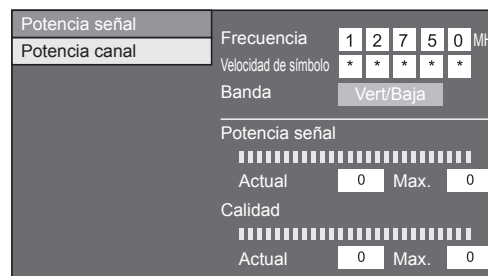 Potencia señal
Potencia canal
Frecuencia 1 2 7 5 0 MH
Velocidad de símbolo * * * * *
Banda Vert/Baja
Potencia señal
Actual 0 Max. 0
Calidad
Actual 0 Max. 0